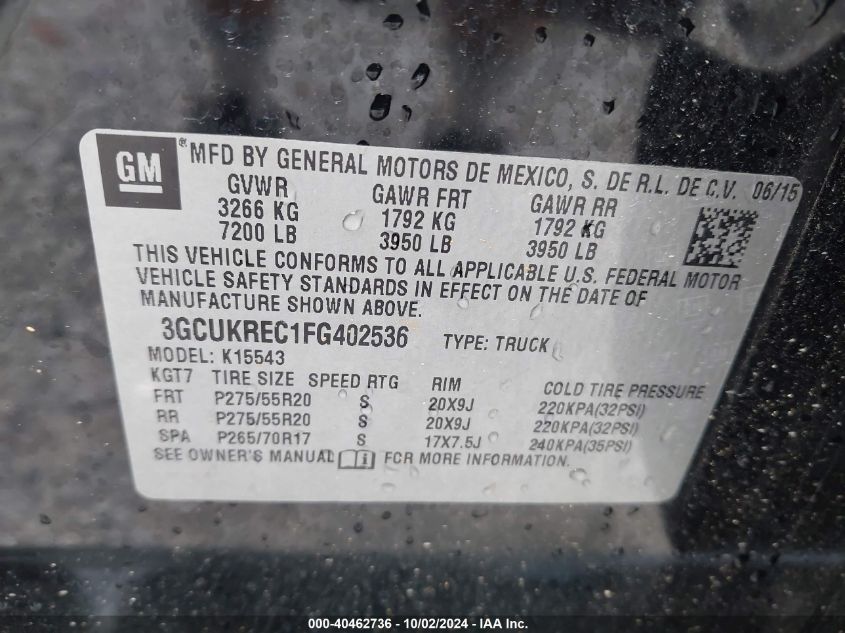 GM ® MFD BY GENERAL MOTORS DE MEXICO, S. DE R.L. DE C.V. 06/15
GVWR GAWR FRT GAWR RR
3266 KG 1792 KG 1792 KG
7200 LB 3950 LB 3950 LB
THIS VEHICLE CONFORMS TO ALL APPLICABLE U.S. FEDERAL MOTOR
VEHICLE SAFETY STANDARDS IN EFFECT ON THE DATE OF
MANUFACTURE SHOWN ABOVE.
3GCUKREC1FG402536 TYPE: TRUCK
MODEL: K15543
KGT7 TIRE SIZE SPEED RTG RIM COLD TIRE PRESSURE
FRT P275/55R20 S 20X9J 220KPA(32PSI)
RR P275/55R20 S 20X9J 220KPA(32PSI)
SPA P265/70R17 S 17X7.5J 240KPA(35PSI)
SEE OWNER'S MANUAL i FOR MORE INFORMATION.
000-40462736 - 10/02/2024 - IAA Inc.